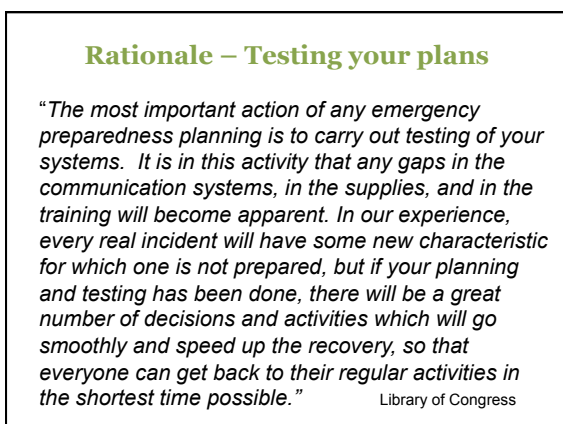 Rationale – Testing your plans
“The most important action of any emergency
preparedness planning is to carry out testing of your
systems.  It is in this activity that any gaps in the
communication systems, in the supplies, and in the
training will become apparent. In our experience,
every real incident will have some new characteristic
for which one is not prepared, but if your planning
and testing has been done, there will be a great
number of decisions and activities which will go
smoothly and speed up the recovery, so that
everyone can get back to their regular activities in
the shortest time possible.” Library of Congress